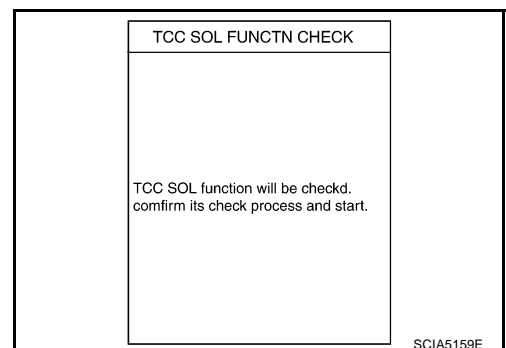 TCC SOL FUNCTN CHECK
TCC SOL function will be checkd.
comfirm its check process and start.
SCIA5159E